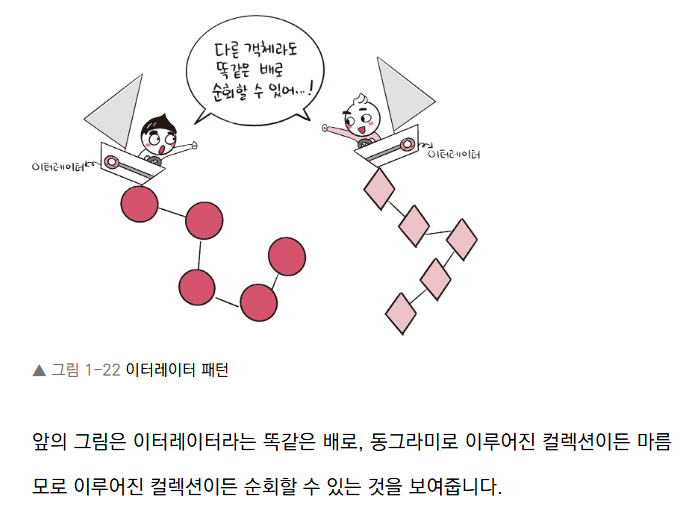 다른 객체라도
똑같은 배로
순회할 수 있어...!
이터레이터
이터레이터
▲ 그림 1-22 이터레이터 패턴
앞의 그림은 이터레이터라는 똑같은 배로, 동그라미로 이루어진 컬렉션이든 마름
모로 이루어진 컬렉션이든 순회할 수 있는 것을 보여줍니다.